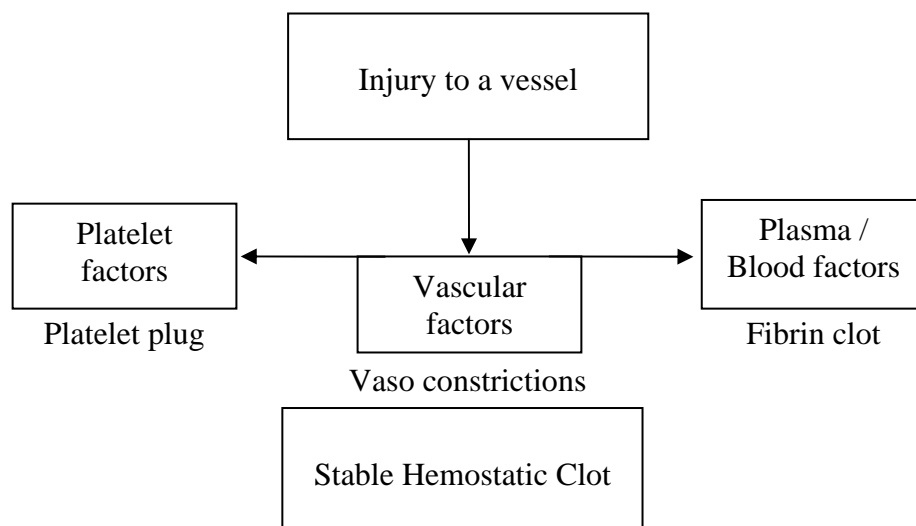 Injury to a vessel
Platelet
factors
Platelet plug
Vascular
factors
Vaso constrictions
Plasma /
Blood factors
Fibrin clot
Stable Hemostatic Clot